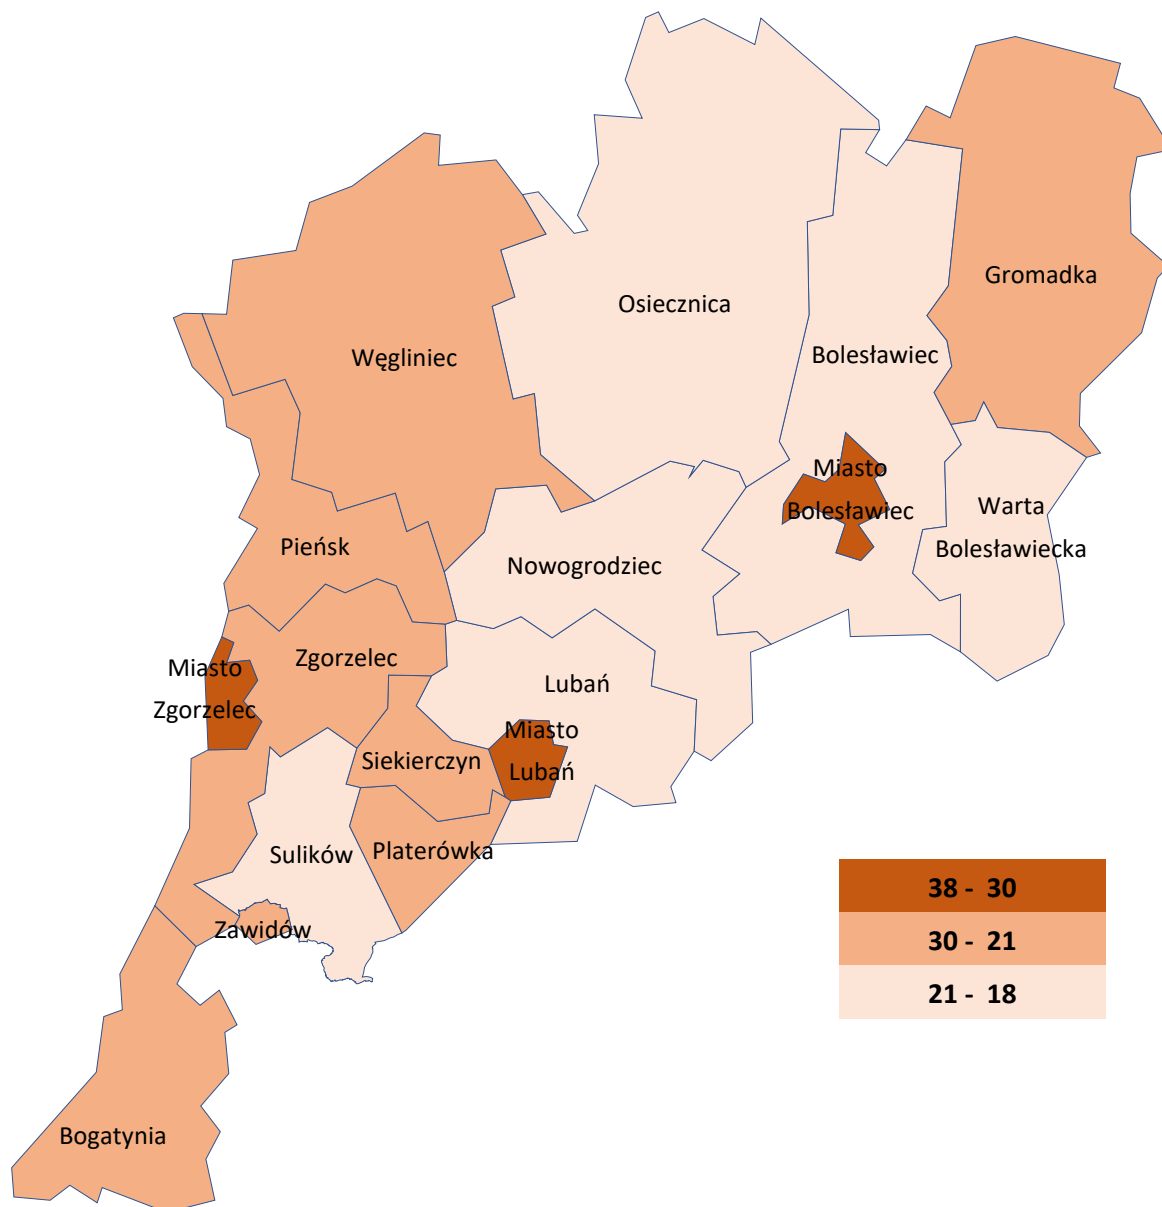 Gromadka
Osiecznica
Bolesławiec
Węgliniec
Miasto
Bolesławiec
Warta
Bolesławiecka
Pieńsk
Nowogrodziec
Zgorzelec
Miasto
Zgorzelec
Lubań
Miasto
Lubań
Siekierczyn
Sulików
Platerówka
Zawidów
Bogatynia
38 - 30
30 - 21
21 - 18